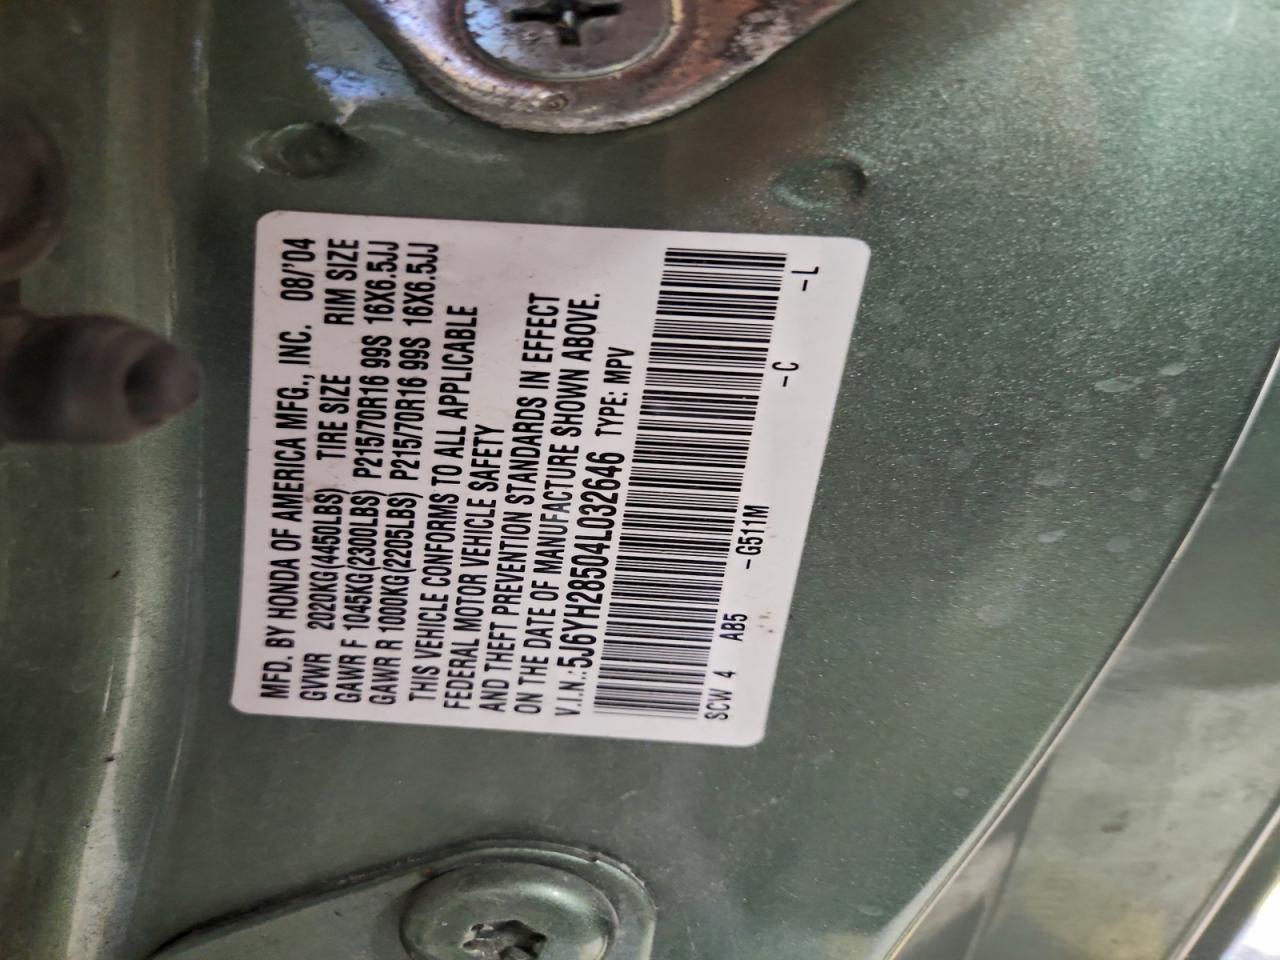 MFD. BY HONDA OF AMERICA MFG., INC. 08/'04
GVWR 2020KG(4450LBS) TIRE SIZE RIM SIZE
GAWR F 1045KG(2300LBS) P215/70R16 99S 16X6.5JJ
GAWR R 1000KG(2205LBS) P215/70R16 99S 16X6.5JJ
THIS VEHICLE CONFORMS TO ALL APPLICABLE
FEDERAL MOTOR VEHICLE SAFETY
AND THEFT PREVENTION STANDARDS IN EFFECT
ON THE DATE OF MANUFACTURE SHOWN ABOVE.
V.I.N.:5J6YH28504L032646 TYPE: MPV
SCW 4 AB5 -G511M -C -L